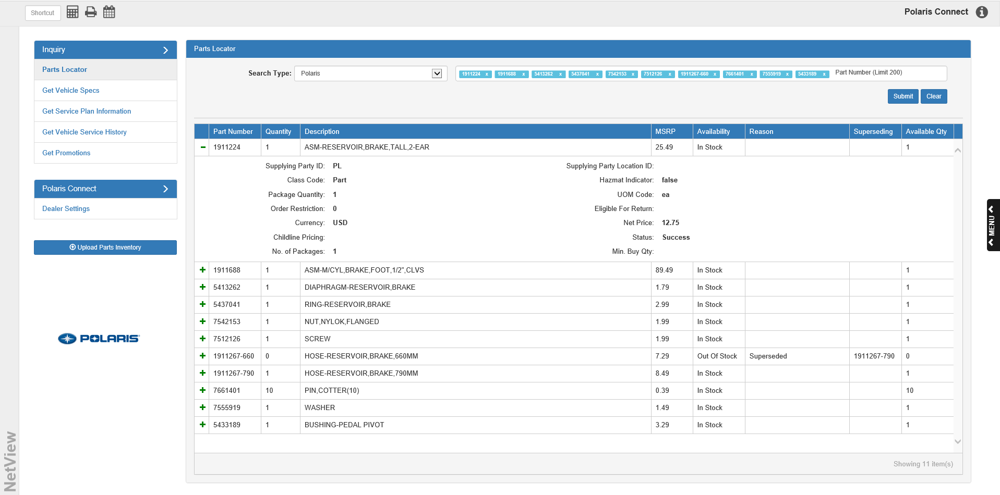 Shortcut
Polaris Connect
Inquiry
Parts Locator
Get Vehicle Specs
Get Service Plan Information
Get Vehicle Service History
Get Promotions
Polaris Connect
Dealer Settings
Upload Parts Inventory
POLARIS
NetView
Parts Locator
Search Type: Polaris 1911224 x 1911688 x 5413262 x 5437041 x 7542153 x 7512126 x 1911267-660 x 7661401 x 7555919 x 5433189 x Part Number (Limit 200)
Submit Clear
Part Number Quantity Description MSRP Availability Reason Superseding Available Qty
1911224 1 ASM-RESERVOIR,BRAKE,TALL,2-EAR 25.49 In Stock 1
Supplying Party ID: PL Supplying Party Location ID:
Class Code: Part Hazmat Indicator: false
Package Quantity: 1 UOM Code: ea
Order Restriction: 0 Eligible For Return:
Currency: USD Net Price: 12.75
Childline Pricing: Status: Success
No. of Packages: 1 Min. Buy Qty:
1911688 1 ASM-M/CYL,BRAKE,FOOT,1/2",CLVS 89.49 In Stock 1
5413262 1 DIAPHRAGM-RESERVOIR,BRAKE 1.79 In Stock 1
5437041 1 RING-RESERVOIR,BRAKE 2.99 In Stock 1
7542153 1 NUT,NYLOK,FLANGED 1.99 In Stock 1
7512126 1 SCREW 1.99 In Stock 1
1911267-660 0 HOSE-RESERVOIR,BRAKE,660MM 7.29 Out Of Stock Superseded 1911267-790 0
1911267-790 1 HOSE-RESERVOIR,BRAKE,790MM 8.49 In Stock 1
7661401 10 PIN,COTTER(10) 0.39 In Stock 10
7555919 1 WASHER 1.49 In Stock 1
5433189 1 BUSHING-PEDAL PIVOT 3.29 In Stock 1
Showing 11 item(s)
MENU